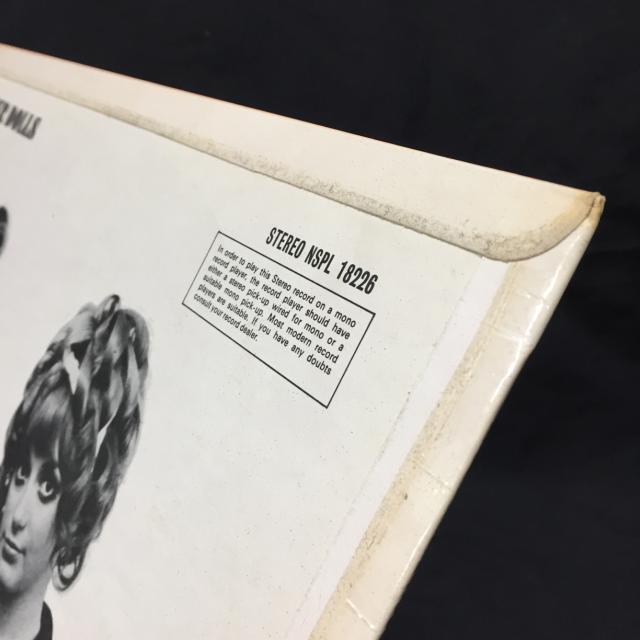 DOLLS
STEREO NSPL 18226
In order to play this Stereo record on a mono
record player, the record player should have
either a stereo pick-up wired for mono or a
suitable mono pick-up. Most modern record
players we suitable. If you have any doubts
consult your record dealer.